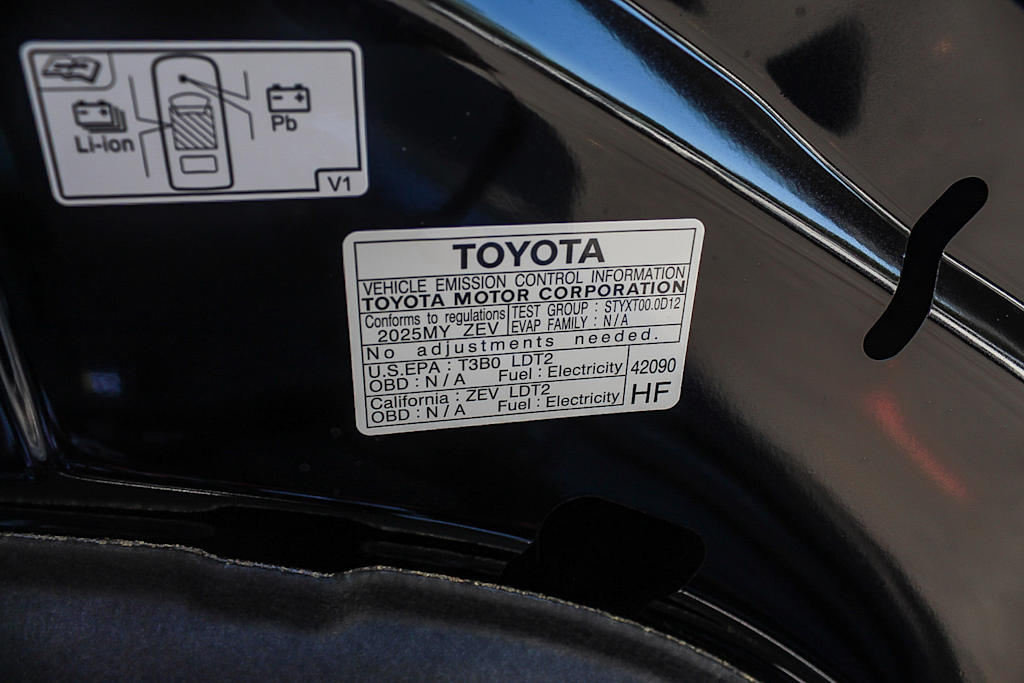 Li-ion
Pb
V1
TOYOTA
VEHICLE EMISSION CONTROL INFORMATION
TOYOTA MOTOR CORPORATION
Conforms to regulations
2025MY ZEV
TEST GROUP : STYXT00.0D12
EVAP FAMILY : N/A
No adjustments needed.
U.S.EPA : T3B0 LDT2
OBD : N/A Fuel : Electricity
California : ZEV LDT2
OBD : N/A Fuel : Electricity
42090
HF